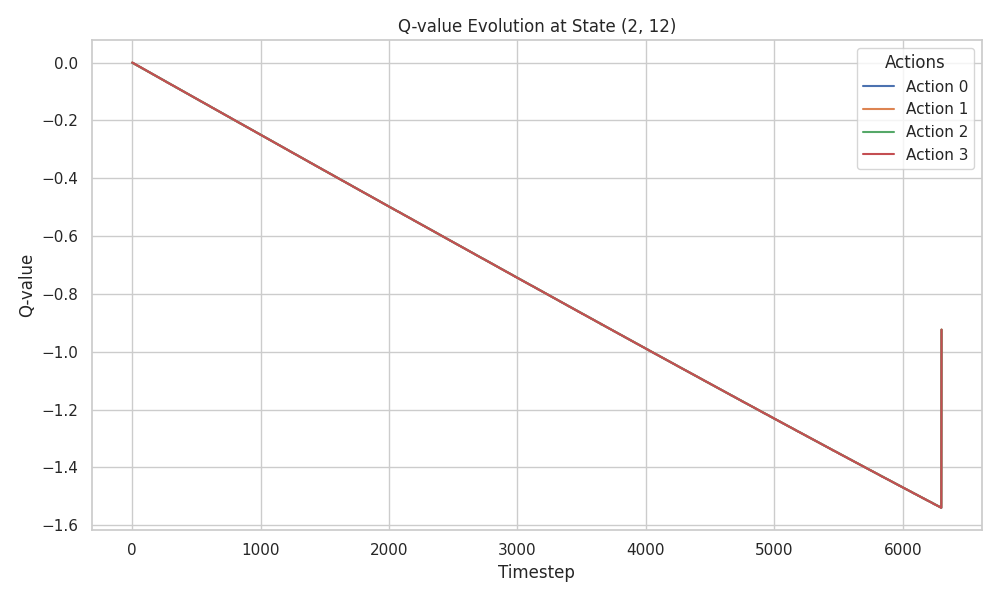 Q-value Evolution at State (2, 12)
Actions
Action 0
Action 1
Action 2
Action 3
Q-value
0.0
−0.2
−0.4
−0.6
−0.8
−1.0
−1.2
−1.4
−1.6
0 1000 2000 3000 4000 5000 6000
Timestep